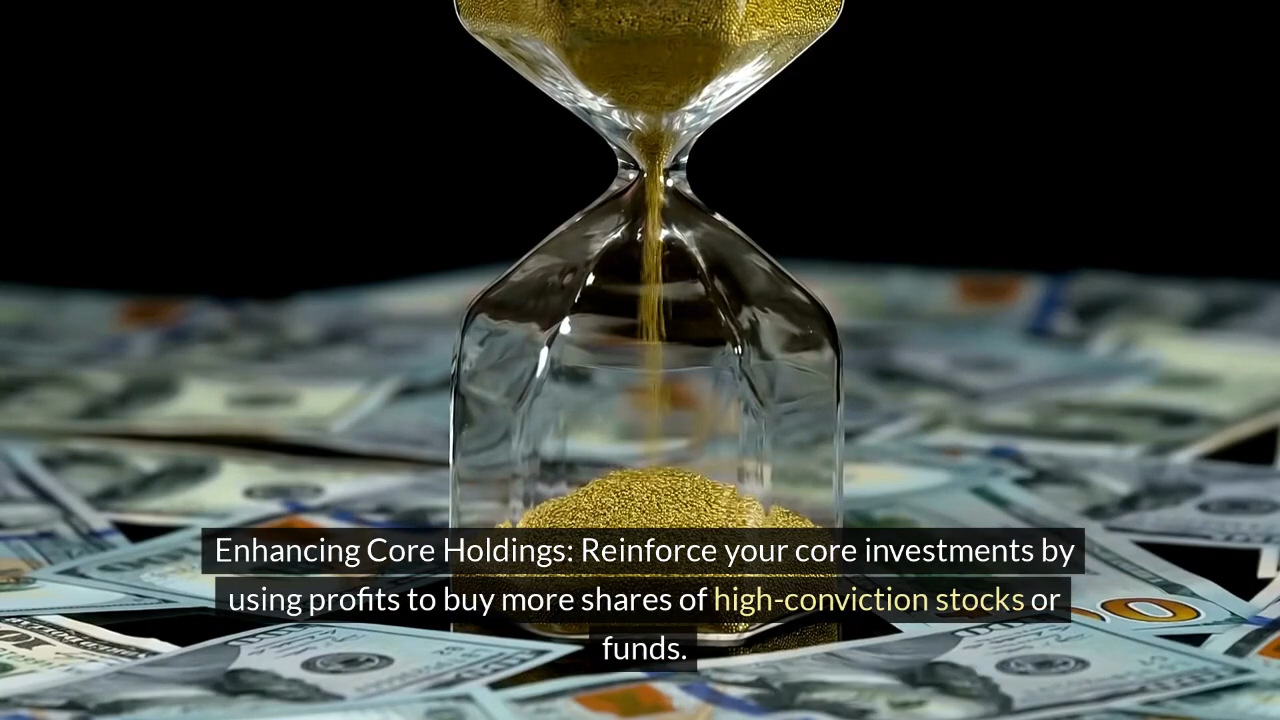 Enhancing Core Holdings: Reinforce your core investments by
using profits to buy more shares of high-conviction stocks or
funds.